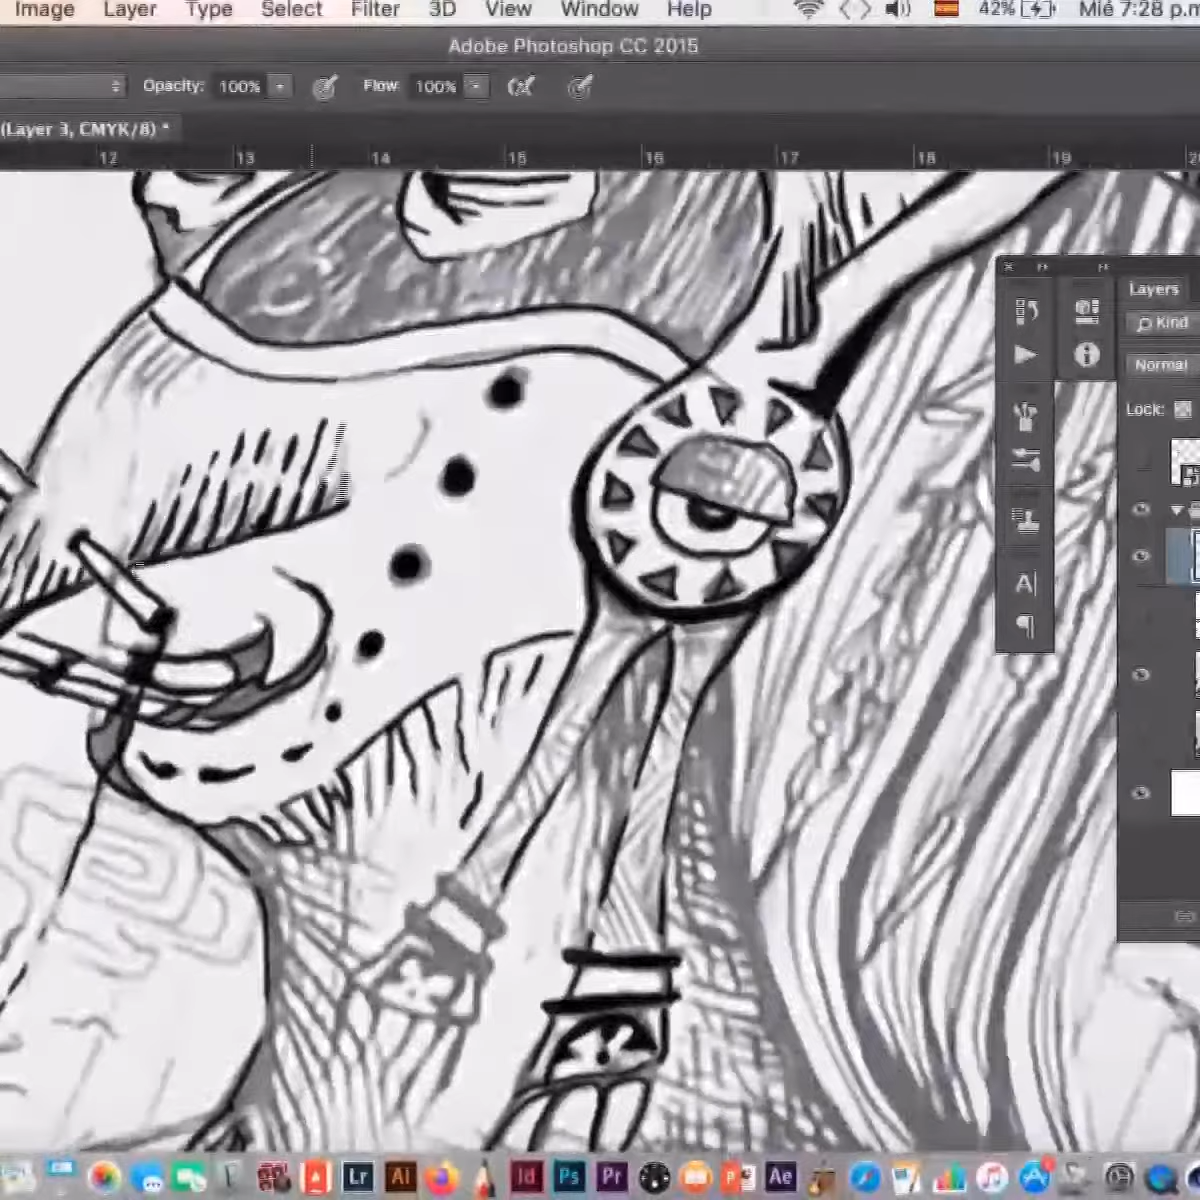 Image Layer Type Select Filter 3D View Window Help 42% Mié 7:28 p.m
Adobe Photoshop CC 2015
Opacity: 100% Flow: 100%
(Layer 3, CMYK/8) *
12 13 14 15 16 17 18 19
Layers
Kind
Normal
Lock:
A
Lr Ai Id Ps Pr Ae